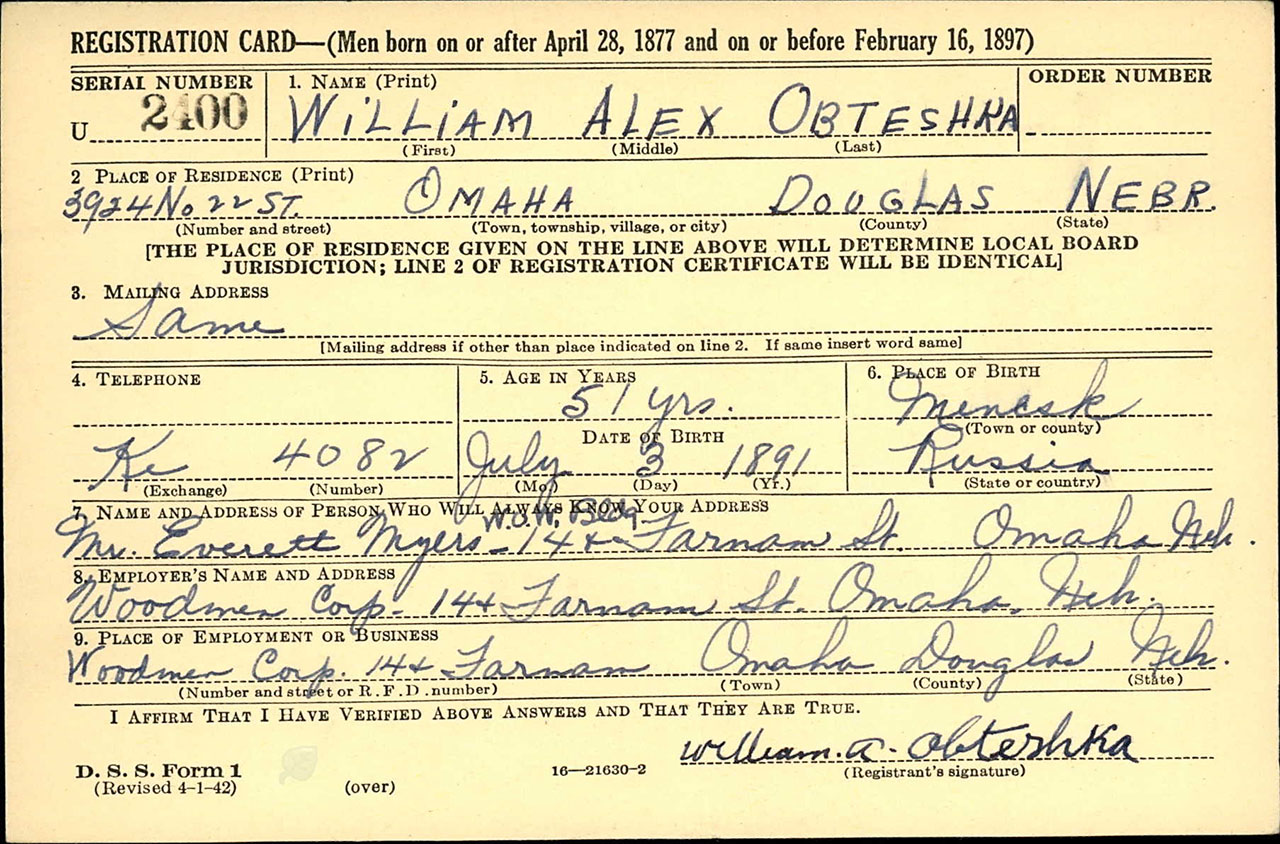 REGISTRATION CARD—(Men born on or after April 28, 1877 and on or before February 16, 1897)
SERIAL NUMBER 1. NAME (Print) ORDER NUMBER
U 2400 WILLIAM ALEX OBTESHKA
(First) (Middle) (Last)
2 PLACE OF RESIDENCE (Print)
3924 No 22 ST. OMAHA DOUGLAS NEBR.
(Number and street) (Town, township, village, or city) (County) (State)
[THE PLACE OF RESIDENCE GIVEN ON THE LINE ABOVE WILL DETERMINE LOCAL BOARD
JURISDICTION; LINE 2 OF REGISTRATION CERTIFICATE WILL BE IDENTICAL]
3. MAILING ADDRESS
Same
[Mailing address if other than place indicated on line 2. If same insert word same]
4. TELEPHONE 5. AGE IN YEARS 6. PLACE OF BIRTH
51 yrs. Mencsk
DATE OF BIRTH (Town or county)
Ke 4082 July 3 1891 Russia
(Exchange) (Number) (Mo.) (Day) (Yr.) (State or country)
7. NAME AND ADDRESS OF PERSON WHO WILL ALWAYS KNOW YOUR ADDRESS
W.O.W. Bldg
Mr. Everett Myers - 14 + Farnam St. Omaha Neb.
8. EMPLOYER'S NAME AND ADDRESS
Woodmen Corp. 14 + Farnam St. Omaha, Neb.
9. PLACE OF EMPLOYMENT OR BUSINESS
Woodmen Corp. 14 + Farnam Omaha Douglas Neb.
(Number and street or R. F. D. number) (Town) (County) (State)
I AFFIRM THAT I HAVE VERIFIED ABOVE ANSWERS AND THAT THEY ARE TRUE.
William. A. Obteshka
D. S. S. Form 1 16—21630-2 (Registrant's signature)
(Revised 4-1-42) (over)